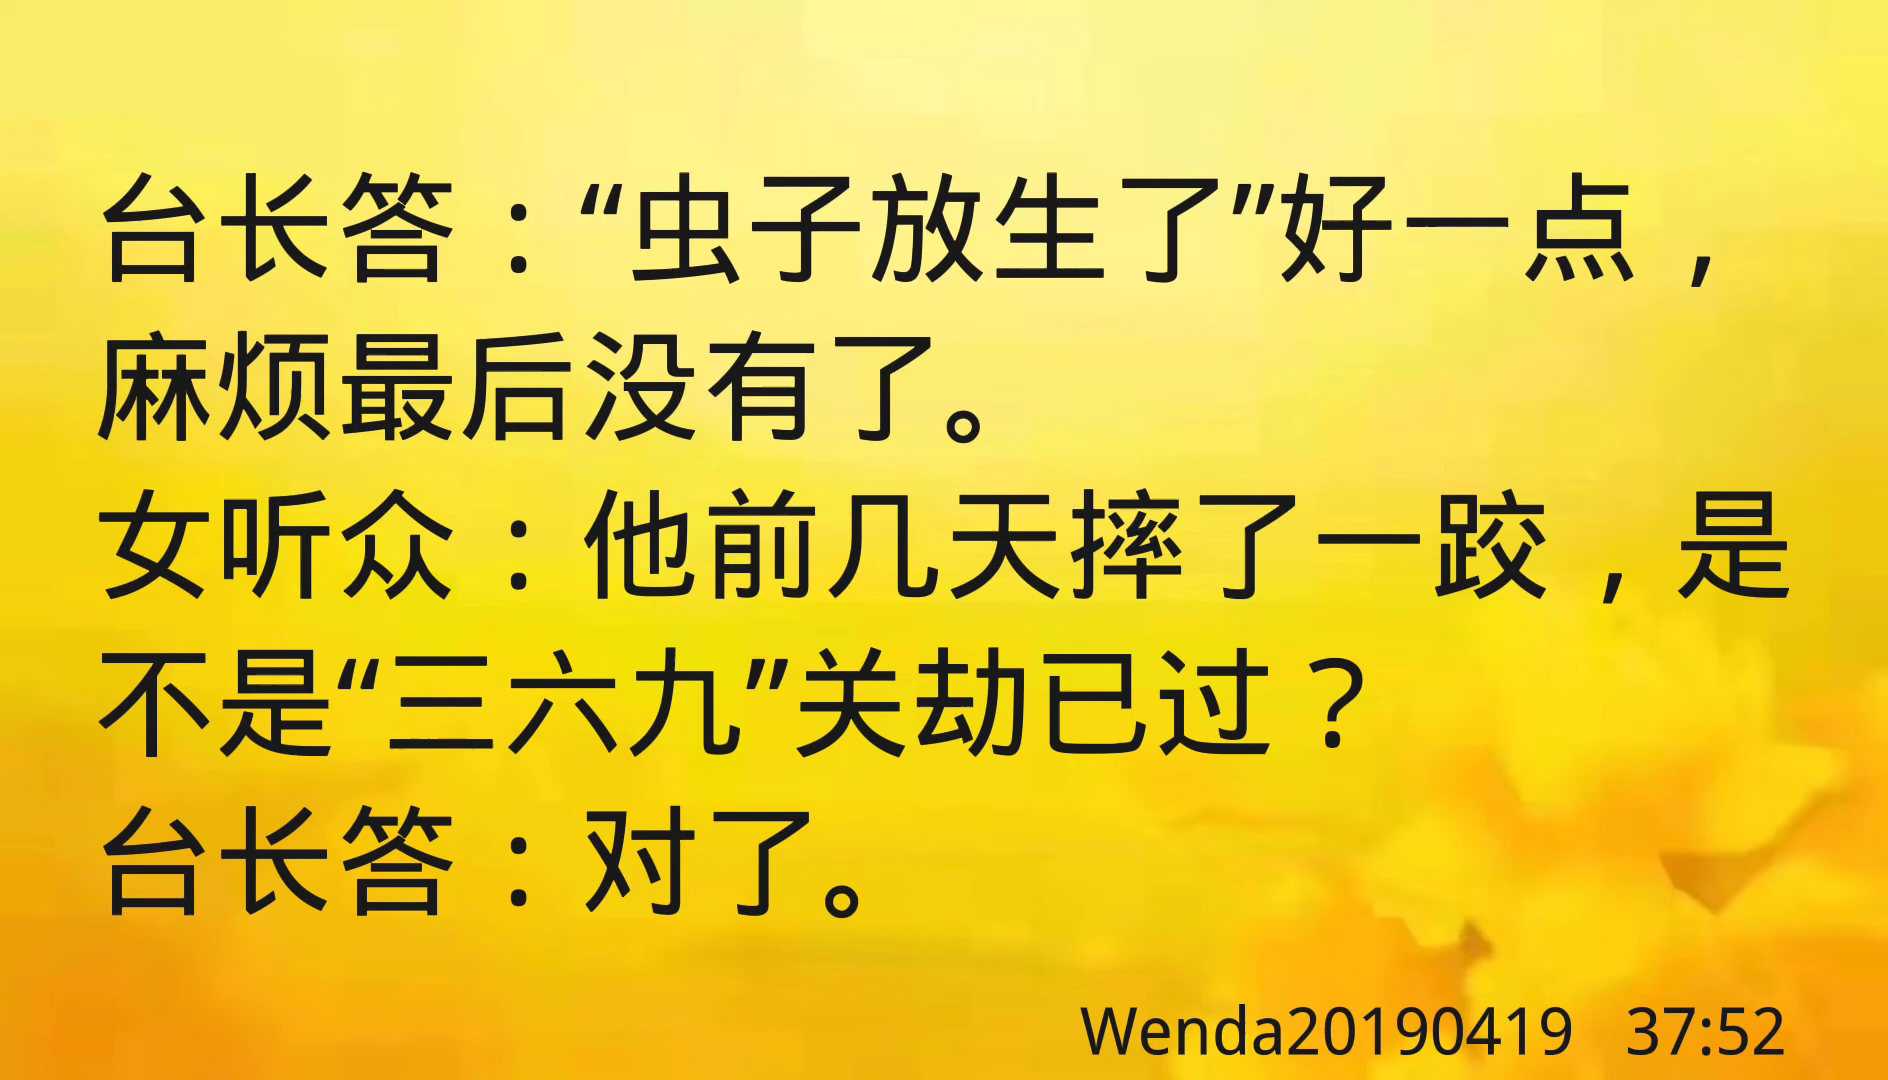 台长答：“虫子放生了”好一点，
麻烦最后没有了。
女听众：他前几天摔了一跤，是
不是“三六九”关劫已过？
台长答：对了。
Wenda20190419 37:52